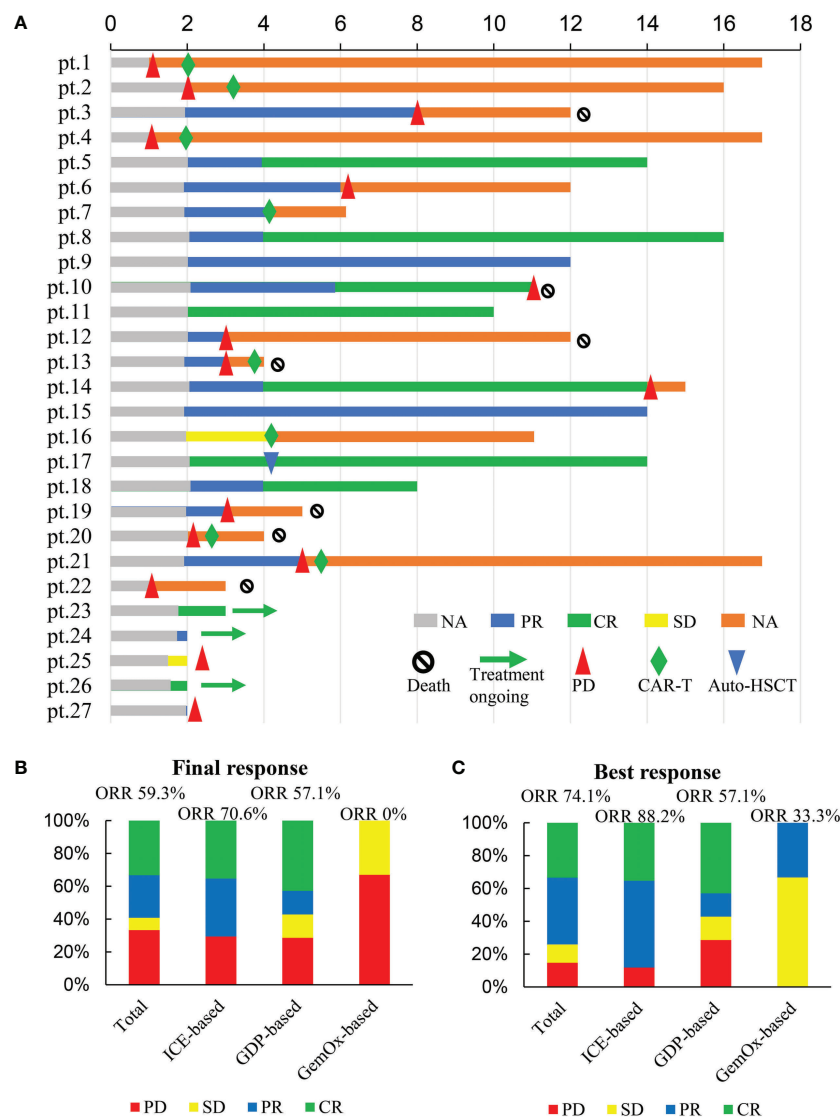 A
0 2 4 6 8 10 12 14 16 18
pt.1
pt.2
pt.3
pt.4
pt.5
pt.6
pt.7
pt.8
pt.9
pt.10
pt.11
pt.12
pt.13
pt.14
pt.15
pt.16
pt.17
pt.18
pt.19
pt.20
pt.21
pt.22
pt.23
pt.24
pt.25
pt.26
pt.27
NA PR CR SD NA
Death Treatment ongoing PD CAR-T Auto-HSCT
B
Final response
ORR 59.3% ORR 57.1%
ORR 70.6% ORR 0%
100%
80%
60%
40%
20%
0%
Total
ICE-based
GDP-based
GemOx-based
PD SD PR CR
C
Best response
ORR 74.1% ORR 57.1%
ORR 88.2% ORR 33.3%
100%
80%
60%
40%
20%
0%
Total
ICE-based
GDP-based
GemOx-based
PD SD PR CR